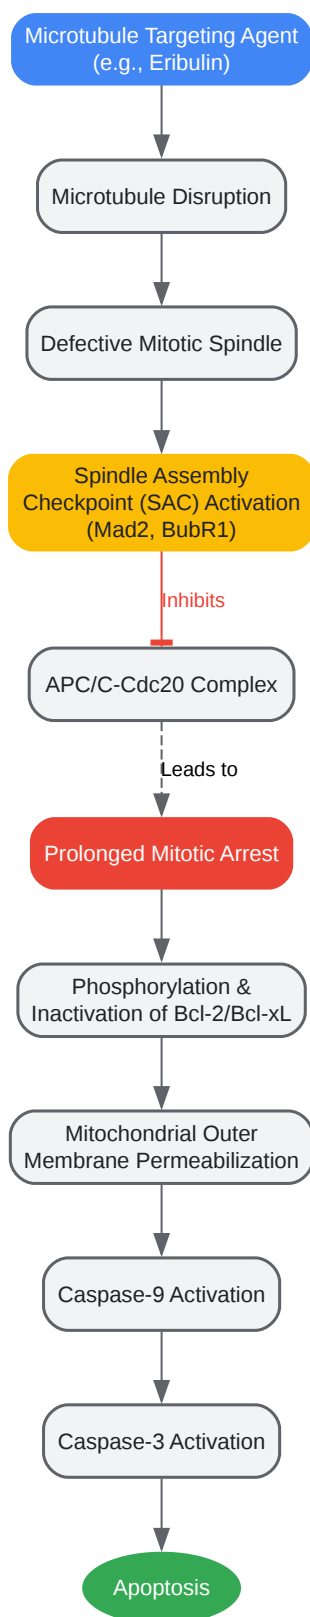 Microtubule Targeting Agent
(e.g., Eribulin)
Microtubule Disruption
Defective Mitotic Spindle
Spindle Assembly
Checkpoint (SAC) Activation
(Mad2, BubR1)
Inhibits
APC/C-Cdc20 Complex
Leads to
Prolonged Mitotic Arrest
Phosphorylation &
Inactivation of Bcl-2/Bcl-xL
Mitochondrial Outer
Membrane Permeabilization
Caspase-9 Activation
Caspase-3 Activation
Apoptosis